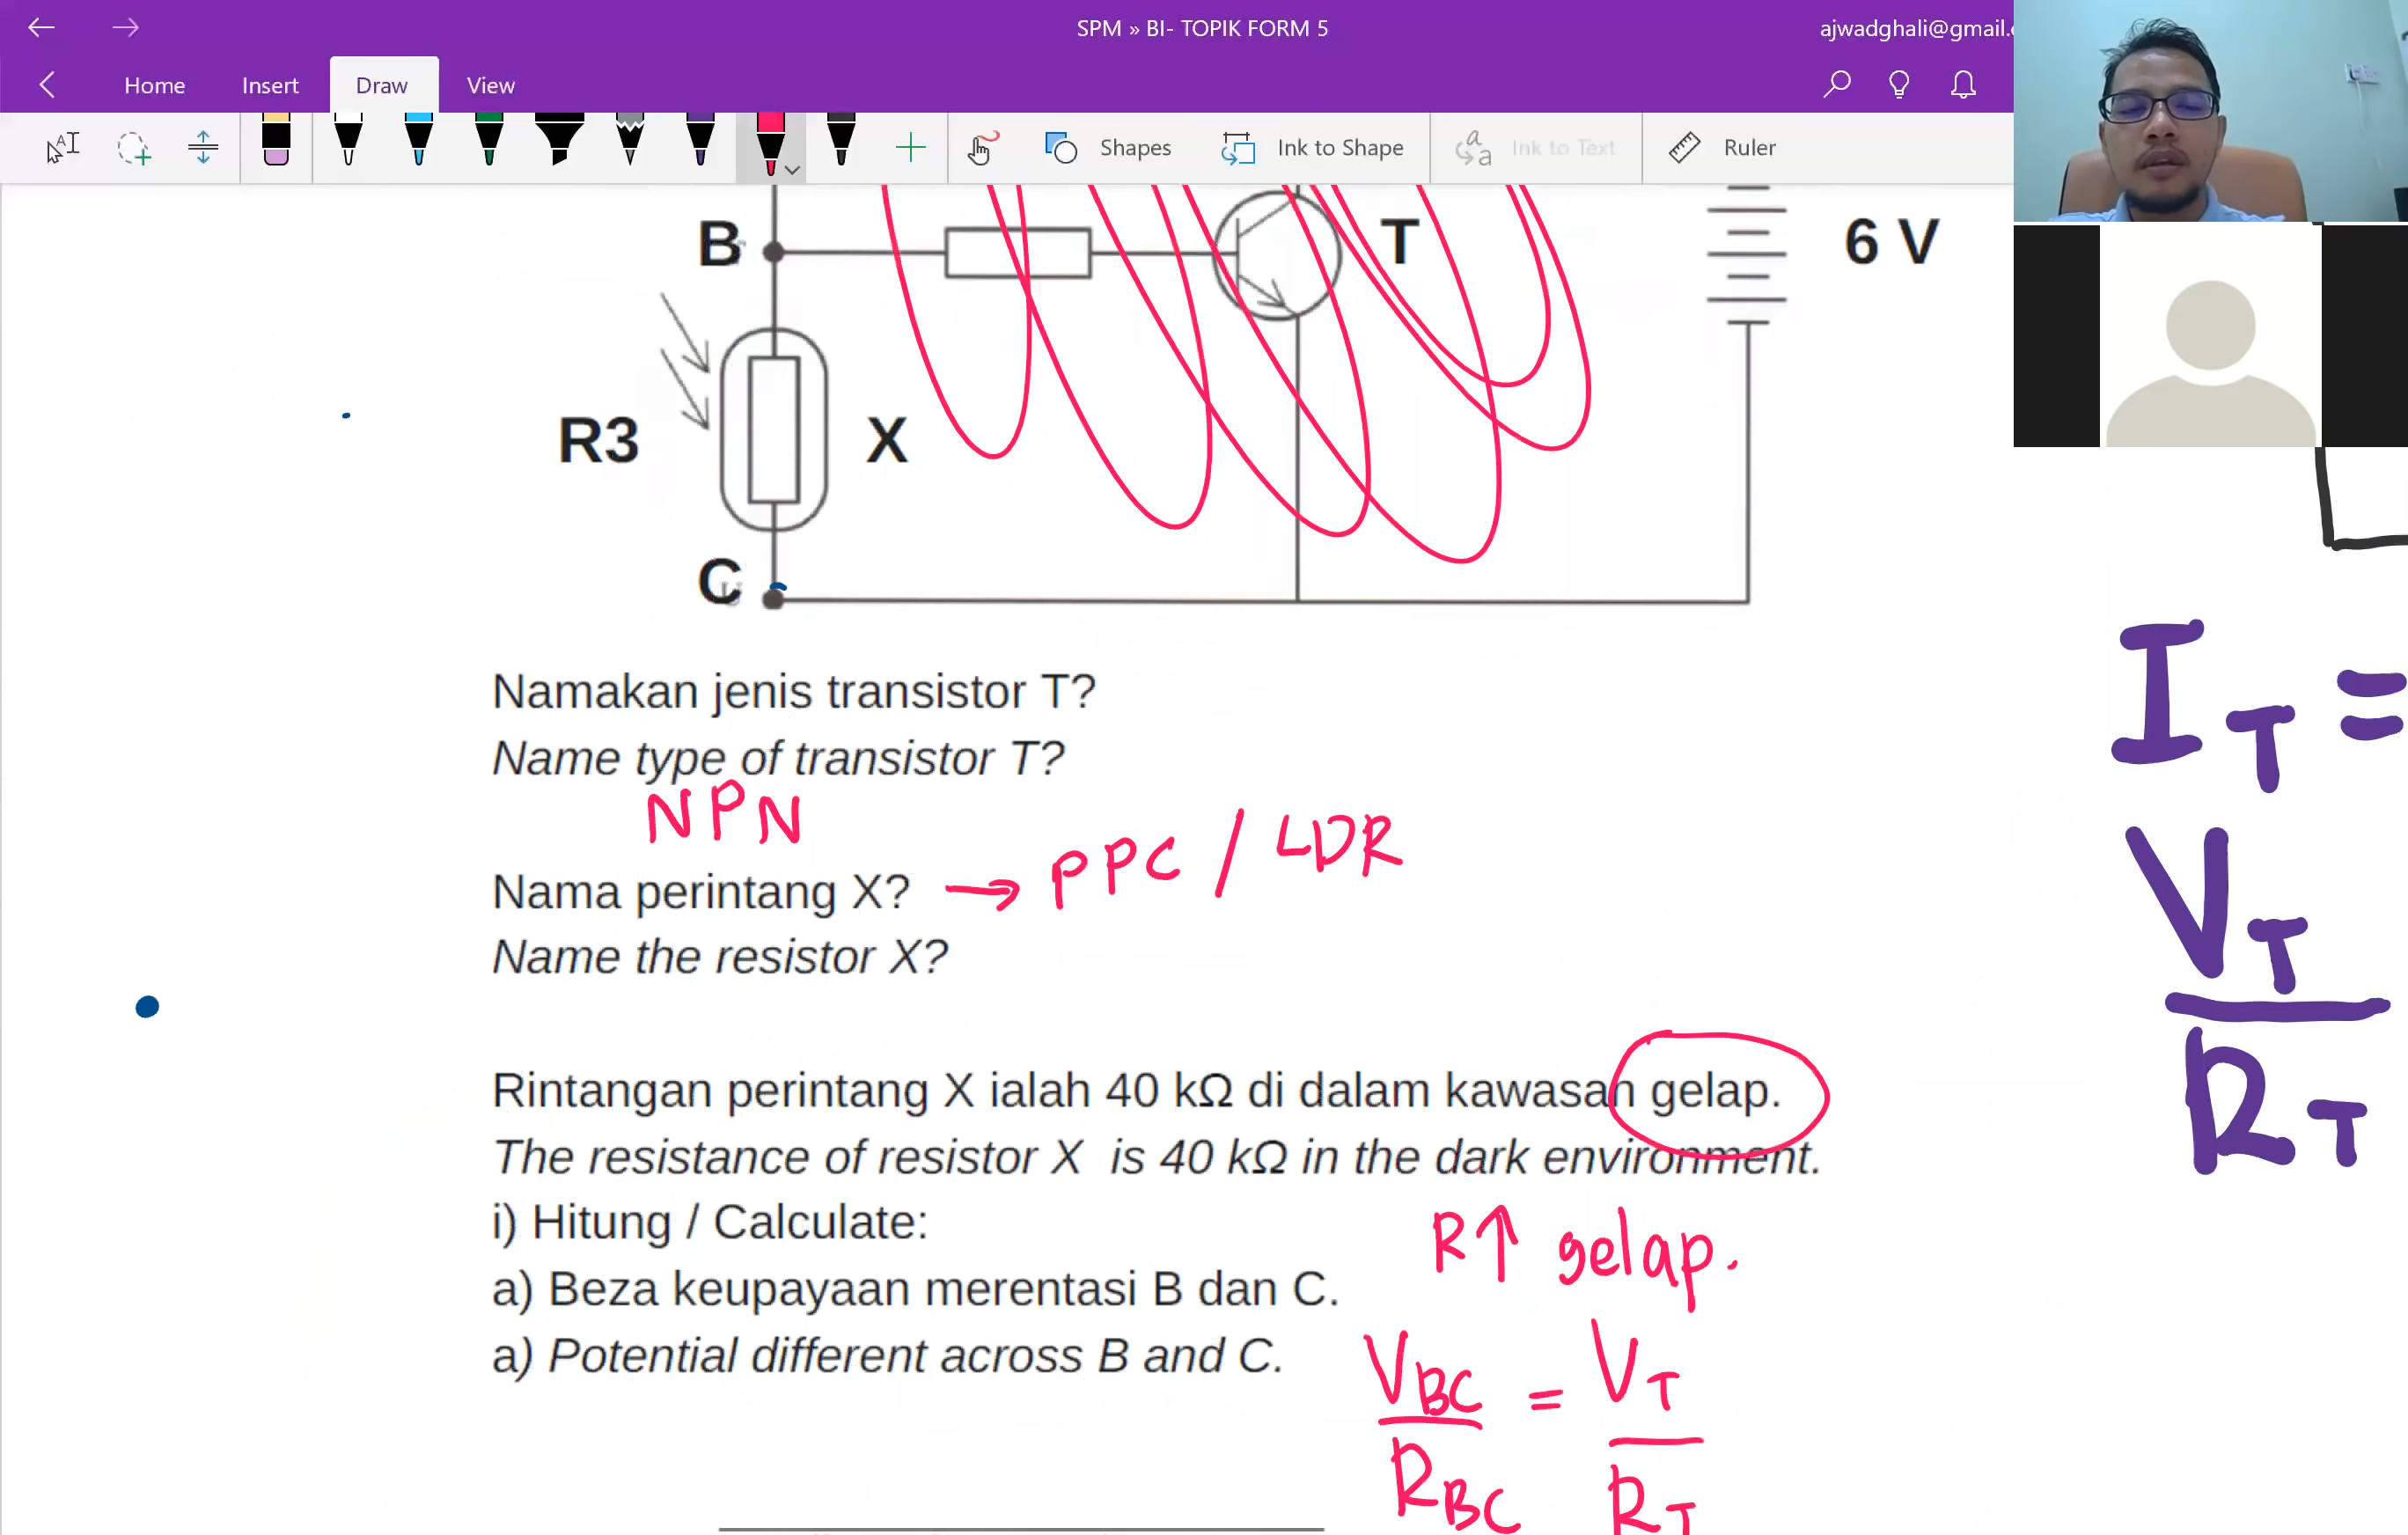 SPM » BI- TOPIK FORM 5
ajwadghali@gmail.
Home Insert Draw View
Shapes Ink to Shape Ink to Text Ruler
B
T
6 V
R3
X
C
Namakan jenis transistor T?
Name type of transistor T?
NPN
Nama perintang X? → PPC / LDR
Name the resistor X?
Rintangan perintang X ialah 40 kΩ di dalam kawasan gelap.
The resistance of resistor X is 40 kΩ in the dark environment.
i) Hitung / Calculate:
R↑ gelap.
a) Beza keupayaan merentasi B dan C.
a) Potential different across B and C.
VBC = VT
RBC RT
IT =
VT
RT